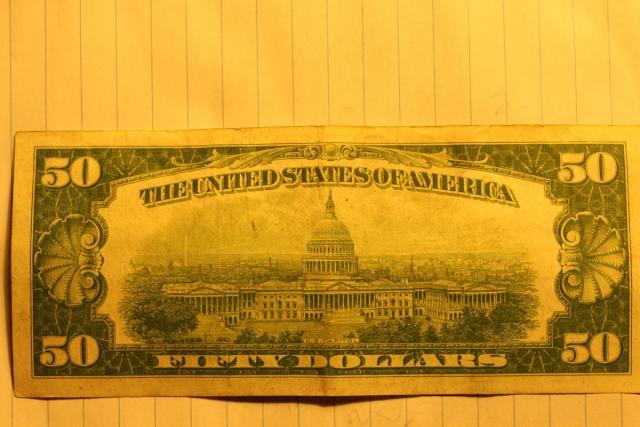 50 50
THE UNITED STATES OF AMERICA
50 FIFTY DOLLARS 50